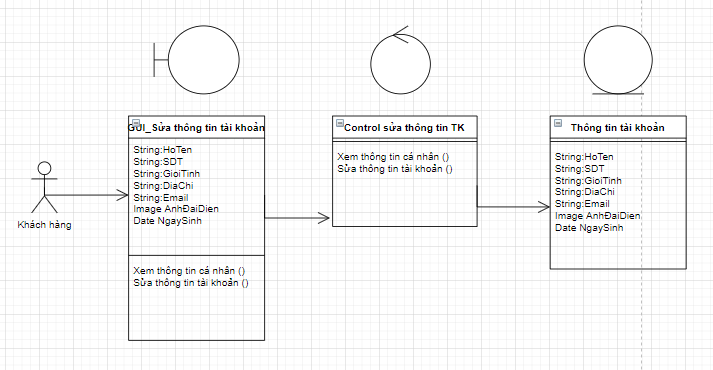 GUI_Sửa thông tin tài khoản
String:HoTen
String:SDT
String:GioiTinh
String:DiaChi
String:Email
Image AnhĐaiDien
Date NgaySinh
Xem thông tin cá nhân ()
Sửa thông tin tài khoản ()
Khách hàng
Control sửa thông tin TK
Xem thông tin cá nhân ()
Sửa thông tin tài khoản ()
Thông tin tài khoản
String:HoTen
String:SDT
String:GioiTinh
String:DiaChi
String:Email
Image AnhĐaiDien
Date NgaySinh